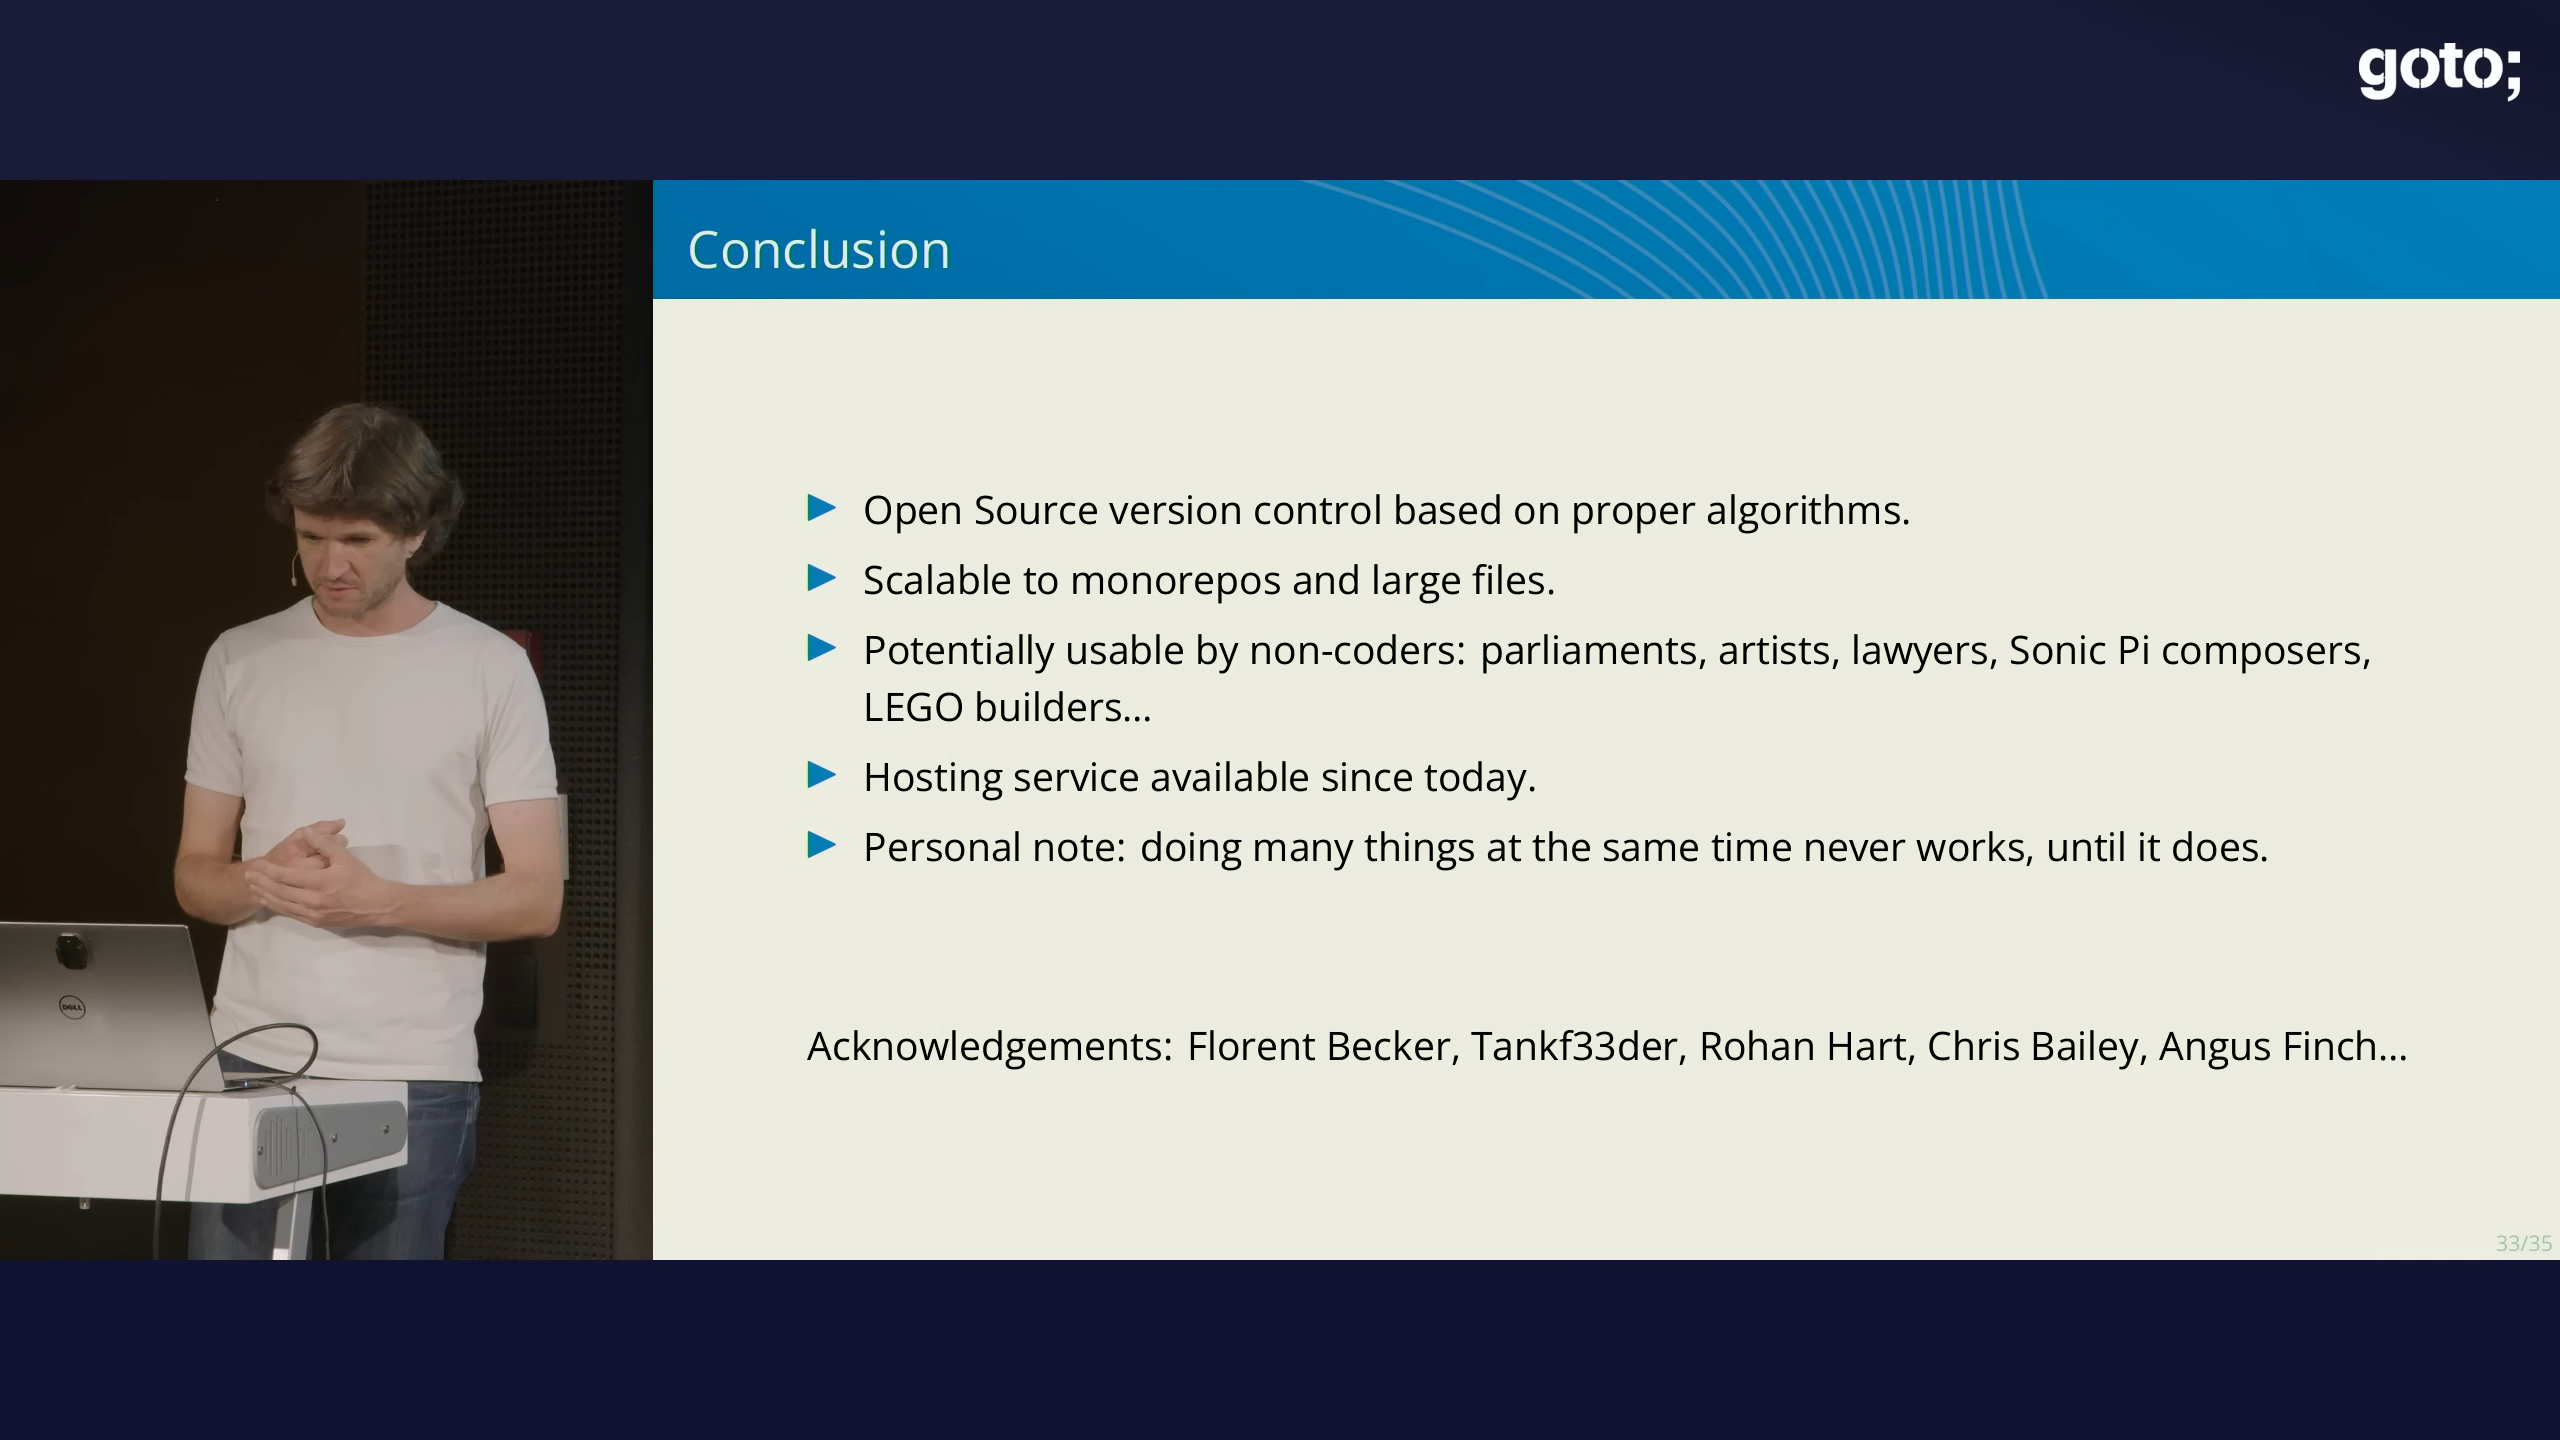 goto;
Conclusion
Open Source version control based on proper algorithms.
Scalable to monorepos and large files.
Potentially usable by non-coders: parliaments, artists, lawyers, Sonic Pi composers,
LEGO builders...
Hosting service available since today.
Personal note: doing many things at the same time never works, until it does.
Acknowledgements: Florent Becker, Tankf33der, Rohan Hart, Chris Bailey, Angus Finch...
33/35
DELL